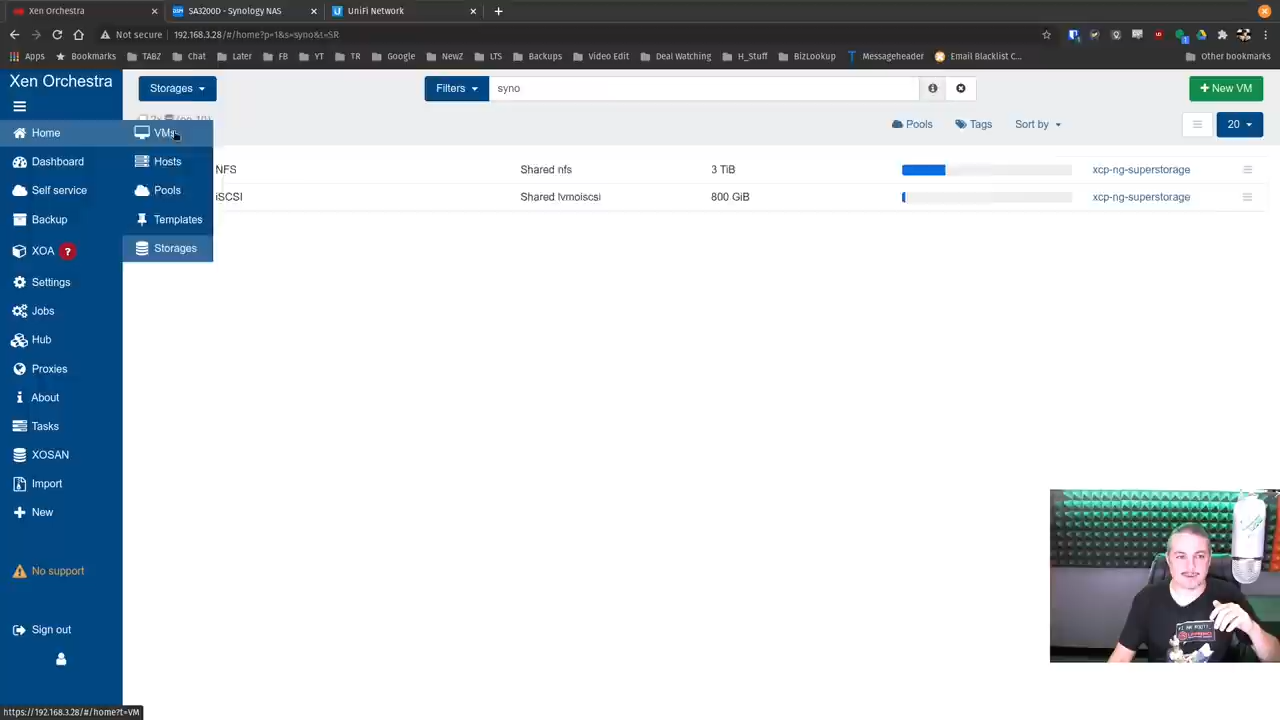 Xen Orchestra
SA3200D - Synology NAS
UniFi Network
Not secure
192.168.3.28/#/home?p=1&s=syno&t=SR
Apps
Bookmarks
TABZ
Chat
Later
FB
TR
Google
NewZ
LTS
Backups
Video Edit
Deal Watching
H_Stuff
BizLookup
Messageheader
Email Blacklist C...
Other bookmarks
Xen Orchestra
Storages
Filters
syno
New VM
Pools
Tags
Sort by
20
Home
Dashboard
Self service
Backup
XOA ?
Settings
Jobs
Hub
Proxies
About
Tasks
XOSAN
Import
New
No support
Sign out
VMs
Hosts
Pools
Templates
Storages
NFS
Shared nfs
3 TiB
xcp-ng-superstorage
iSCSI
Shared lvmoiscsi
800 GiB
xcp-ng-superstorage
https://192.168.3.28/#/home?t=VM